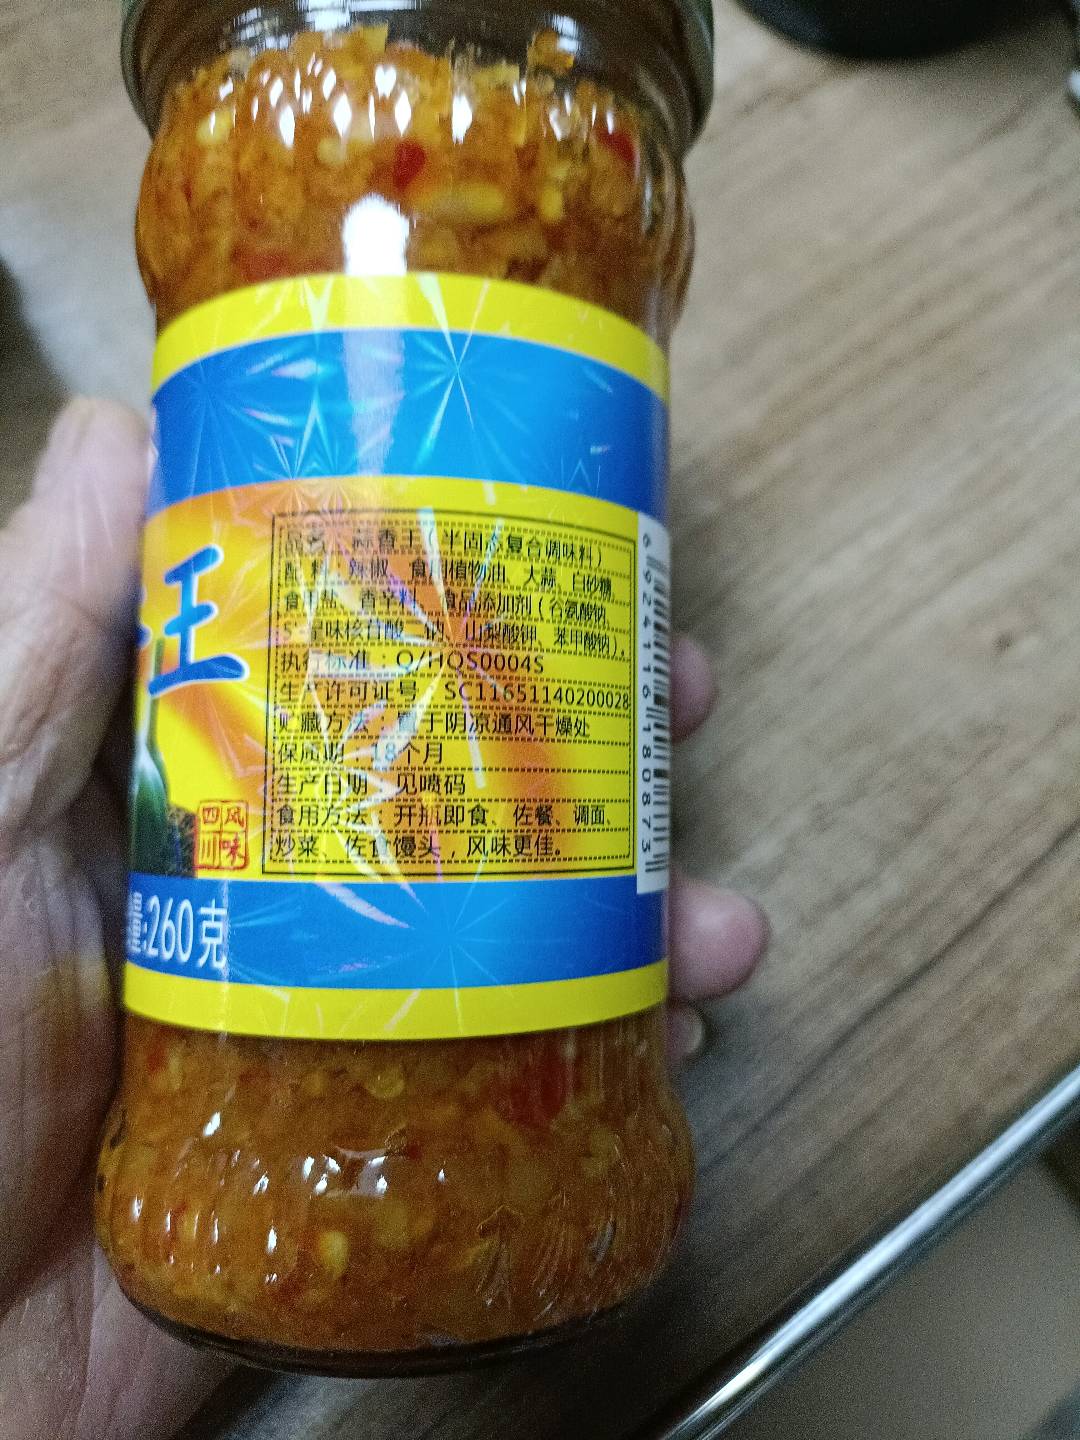 王
品名：蒜香王（半固态复合调味料）
配 料：辣椒、食用植物油、大蒜、白砂糖、
食用盐、香辛料、食品添加剂（谷氨酸钠、
5'-呈味核苷酸二钠、山梨酸钾、苯甲酸钠）。
执行标准：Q/HQS0004S
生产许可证号：SC11651140200028
贮藏方法：置于阴凉通风干燥处
保质期：18个月
生产日期：见喷码
食用方法：开瓶即食、佐餐、调面、
炒菜、佐食馒头，风味更佳。
四川
风味
量:260克
6924116180873